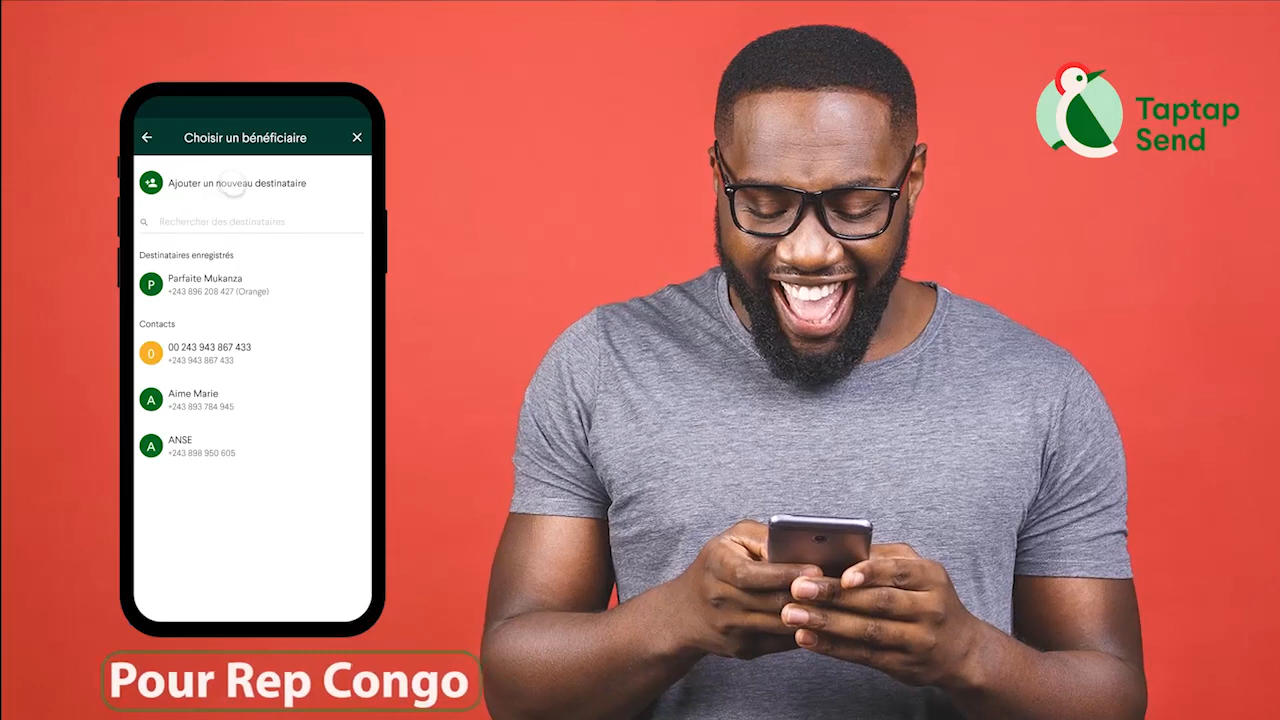 Choisir un bénéficiaire
Ajouter un nouveau destinataire
Rechercher des destinataires
Destinataires enregistrés
P
Parfaite Mukanza
+243 896 208 427 (Orange)
Contacts
0
00 243 943 867 433
+243 943 867 433
A
Aime Marie
+243 893 784 945
A
ANSE
+243 898 950 605
Pour Rep Congo
Taptap
Send